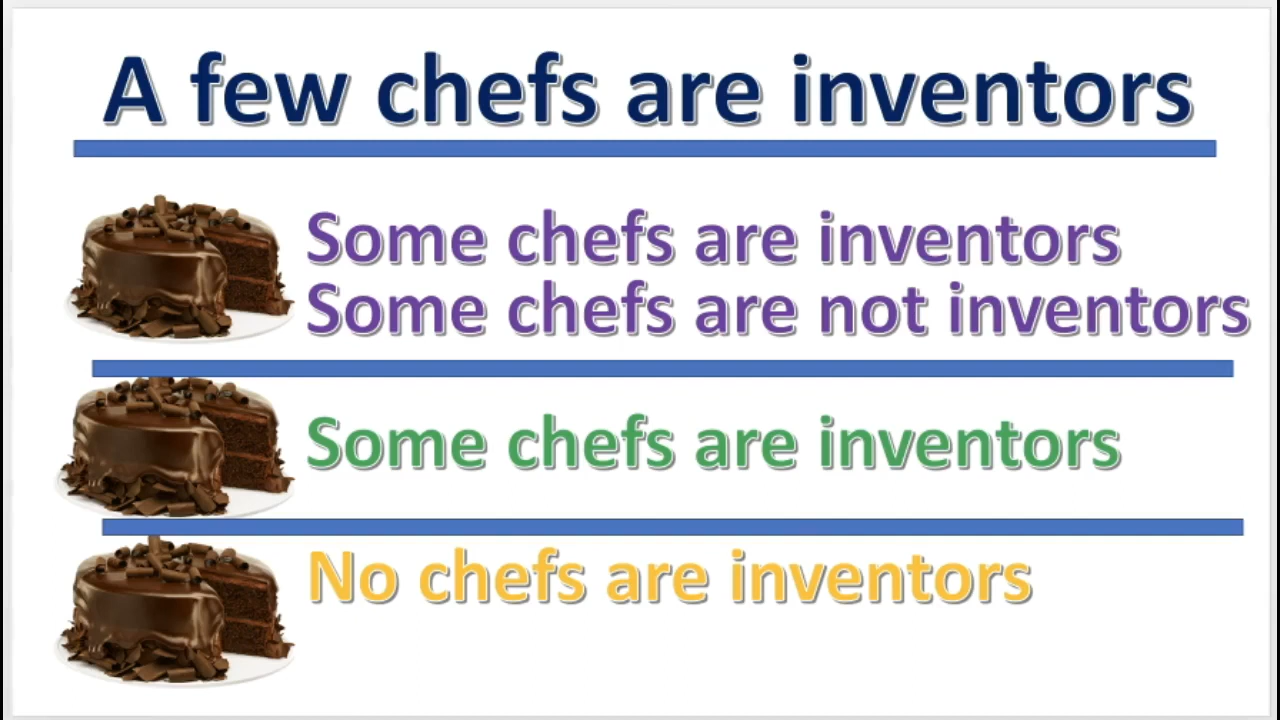 A few chefs are inventors
Some chefs are inventors
Some chefs are not inventors
Some chefs are inventors
No chefs are inventors